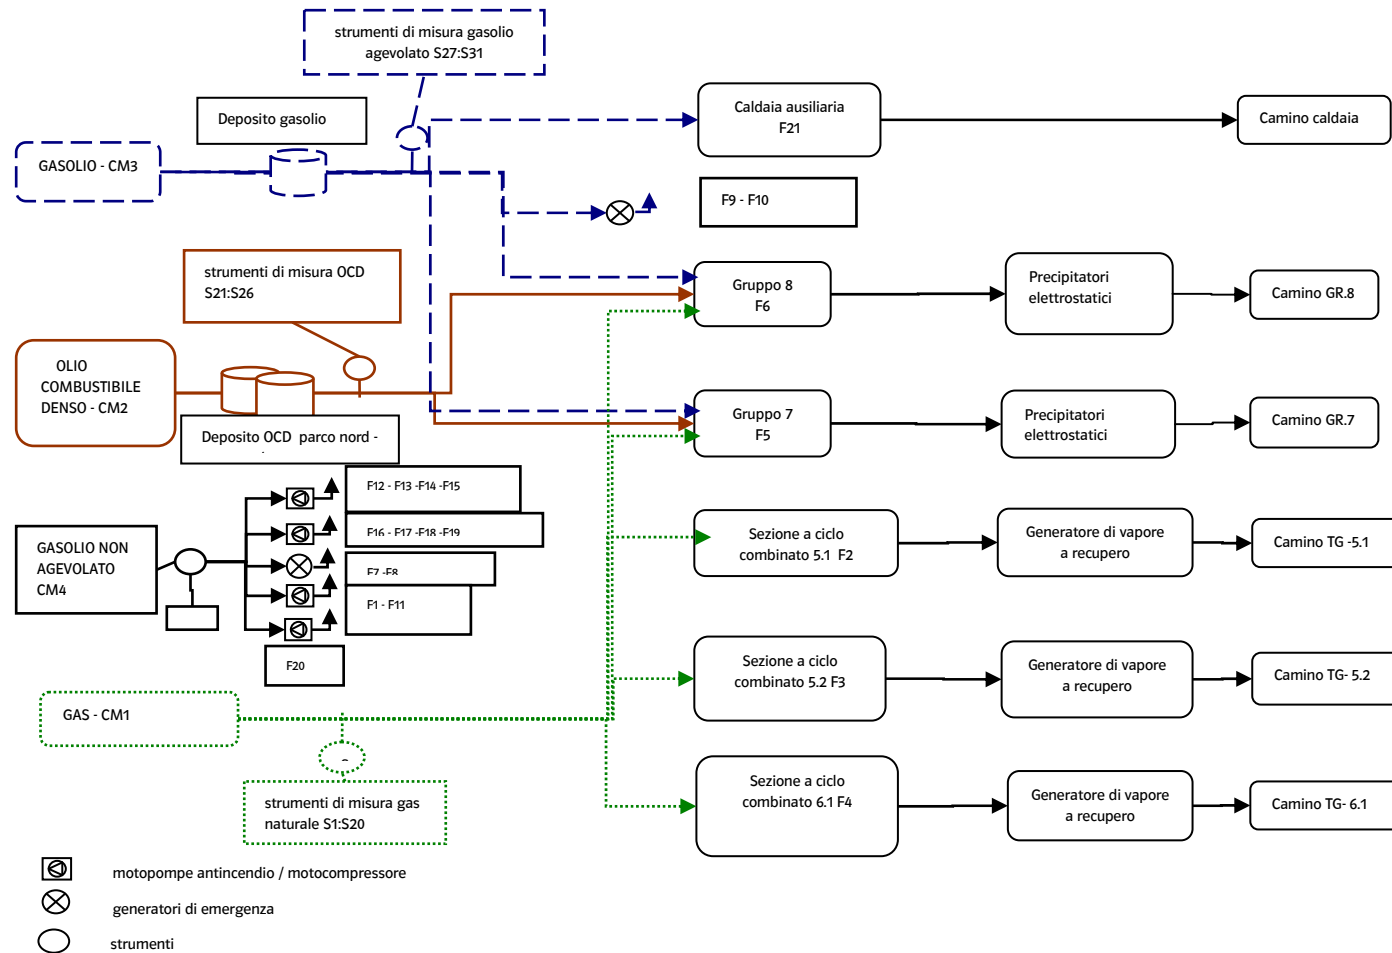 strumenti di misura gasolio
agevolato S27:S31
Deposito gasolio
GASOLIO - CM3
Caldaia ausiliaria
F21
Camino caldaia
F9 - F10
strumenti di misura OCD
S21:S26
Gruppo 8
F6
Precipitatori
elettrostatici
Camino GR.8
OLIO
COMBUSTIBILE
DENSO - CM2
Deposito OCD parco nord -
Gruppo 7
F5
Precipitatori
elettrostatici
Camino GR.7
F12 - F13 -F14 -F15
F16 - F17 -F18 -F19
F7 -F8
F1 - F11
F20
GASOLIO NON
AGEVOLATO
CM4
Sezione a ciclo
combinato 5.1 F2
Generatore di vapore
a recupero
Camino TG -5.1
Sezione a ciclo
combinato 5.2 F3
Generatore di vapore
a recupero
Camino TG- 5.2
GAS - CM1
strumenti di misura gas
naturale S1:S20
Sezione a ciclo
combinato 6.1 F4
Generatore di vapore
a recupero
Camino TG- 6.1
motopompe antincendio / motocompressore
generatori di emergenza
strumenti